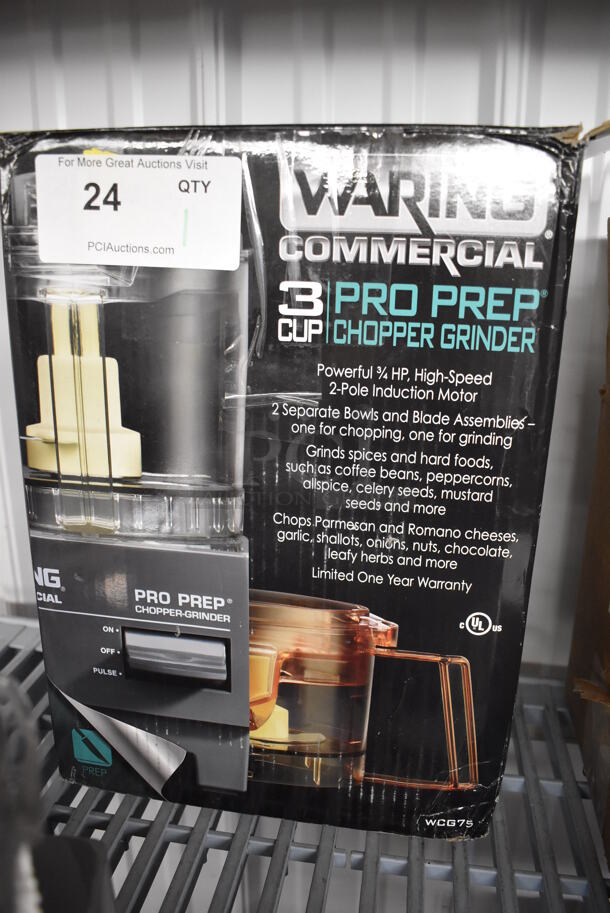 For More Great Auctions Visit
24
QTY
1
PCIAuctions.com
WARING
COMMERCIAL®
3 CUP
PRO PREP®
CHOPPER GRINDER
Powerful ¾ HP, High-Speed
2-Pole Induction Motor
2 Separate Bowls and Blade Assemblies–
one for chopping, one for grinding
Grinds spices and hard foods,
such as coffee beans, peppercorns,
allspice, celery seeds, mustard
seeds and more
Chops Parmesan and Romano cheeses,
garlic, shallots, onions, nuts, chocolate,
leafy herbs and more
Limited One Year Warranty
C UL US
NG®
CIAL
PRO PREP®
CHOPPER-GRINDER
ON
OFF
PULSE
PREP
WCG75